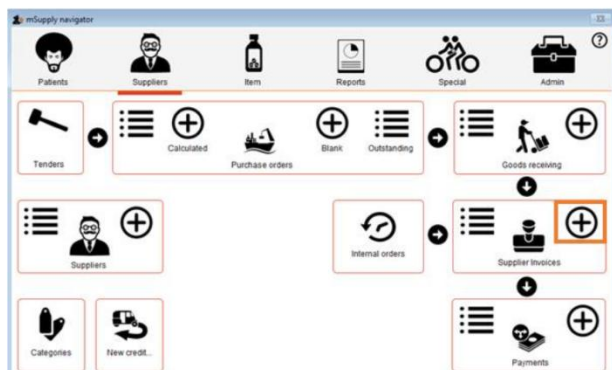 mSupply navigator
Patients
Suppliers
Item
Reports
Special
Admin
?
Tenders
Calculated
Blank
Outstanding
Purchase orders
Goods receiving
Suppliers
Internal orders
Supplier Invoices
Categories
New credit...
Payments